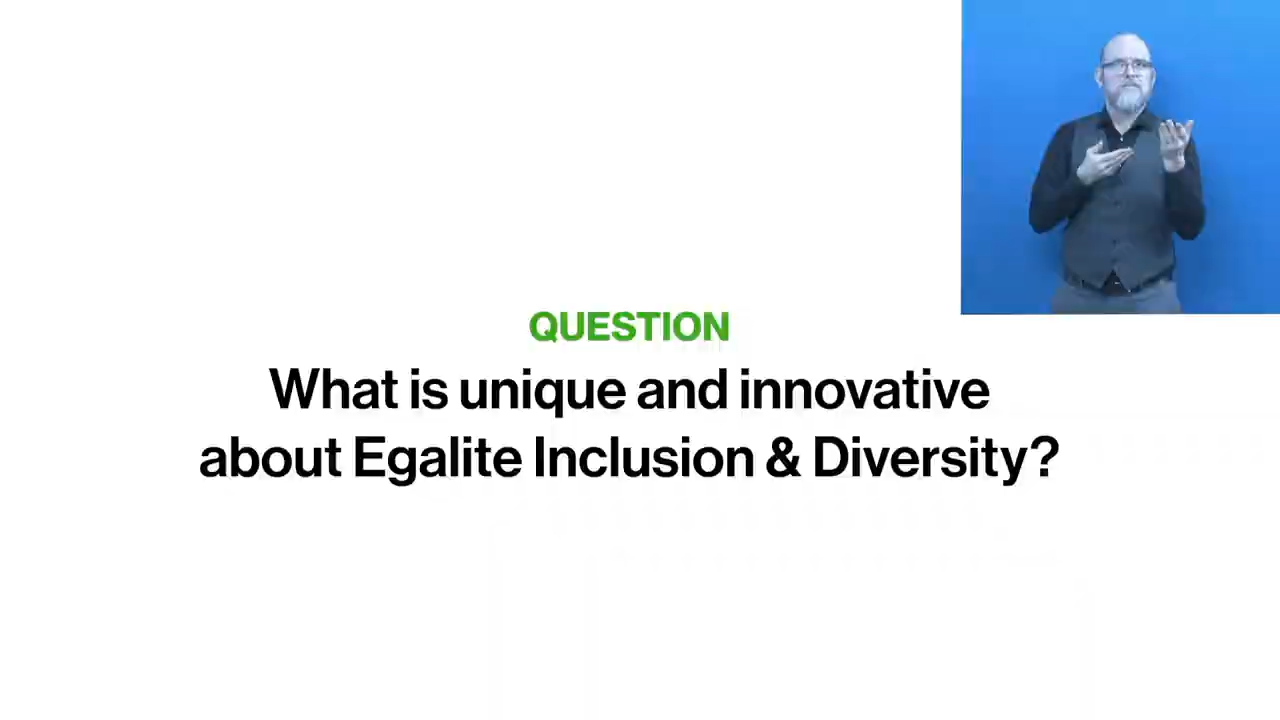 QUESTION
What is unique and innovative
about Egalite Inclusion & Diversity?